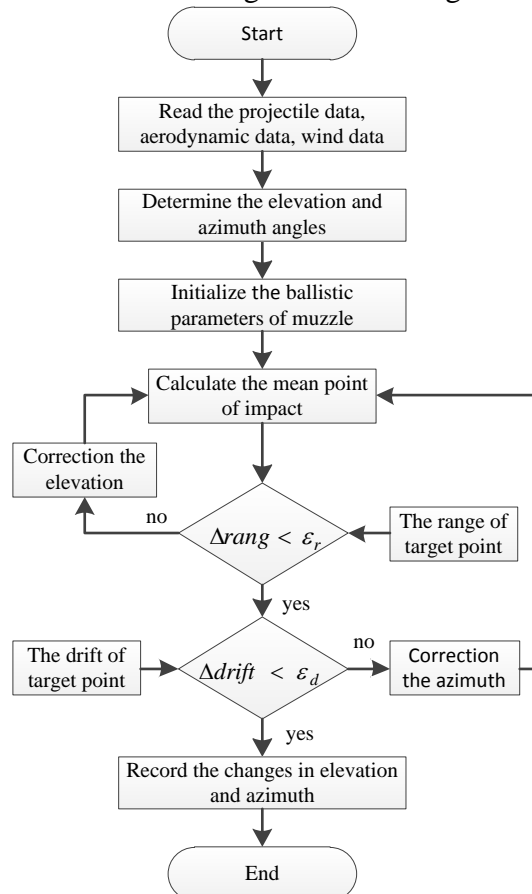 Start
Read the projectile data,
aerodynamic data, wind data
Determine the elevation and
azimuth angles
Initialize the ballistic
parameters of muzzle
Calculate the mean point
of impact
Correction the
elevation
no
Δrang < ε_r
The range of
target point
yes
The drift of
target point
Δdrift < ε_d
no
Correction
the azimuth
yes
Record the changes in elevation
and azimuth
End